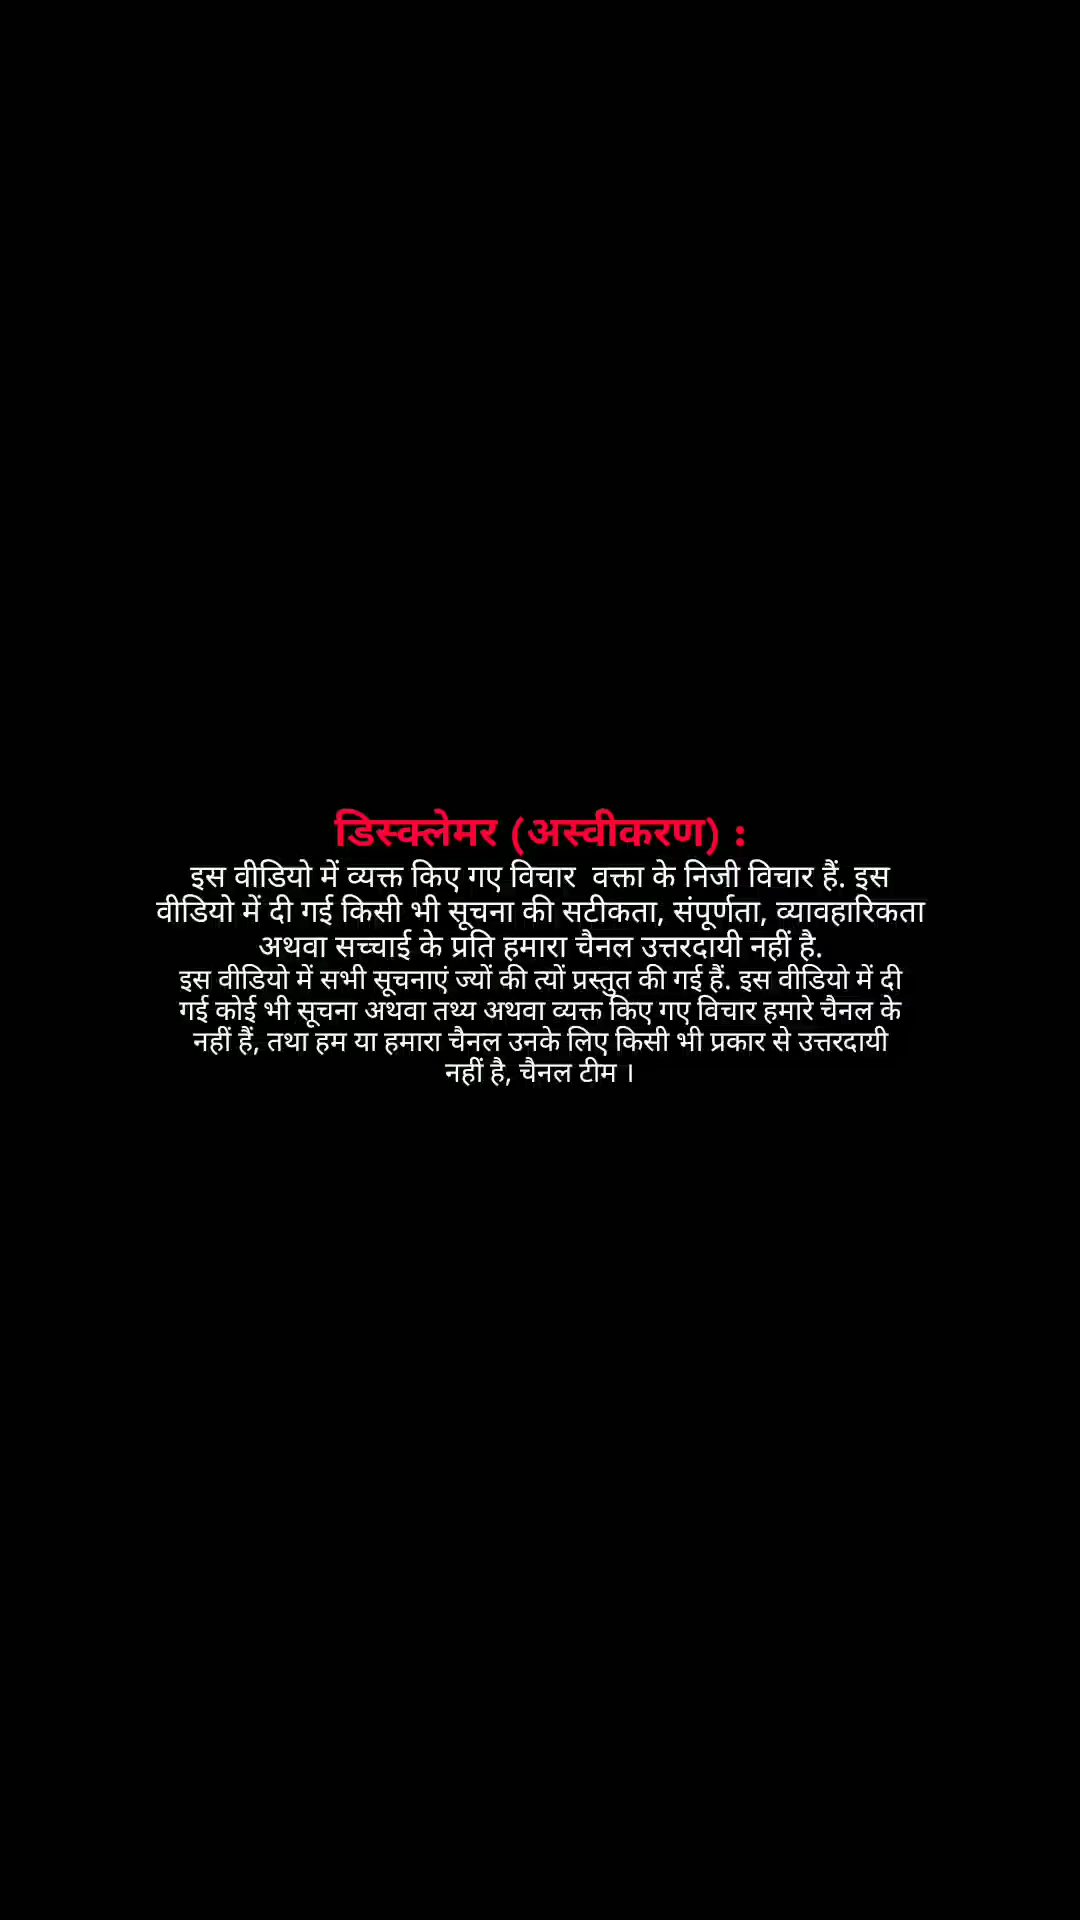 डिस्क्लेमर (अस्वीकरण) :
इस वीडियो में व्यक्त किए गए विचार  वक्ता के निजी विचार हैं. इस
वीडियो में दी गई किसी भी सूचना की सटीकता, संपूर्णता, व्यावहारिकता
अथवा सच्चाई के प्रति हमारा चैनल उत्तरदायी नहीं है.
इस वीडियो में सभी सूचनाएं ज्यों की त्यों प्रस्तुत की गई हैं. इस वीडियो में दी
गई कोई भी सूचना अथवा तथ्य अथवा व्यक्त किए गए विचार हमारे चैनल के
नहीं हैं, तथा हम या हमारा चैनल उनके लिए किसी भी प्रकार से उत्तरदायी
नहीं है, चैनल टीम ।